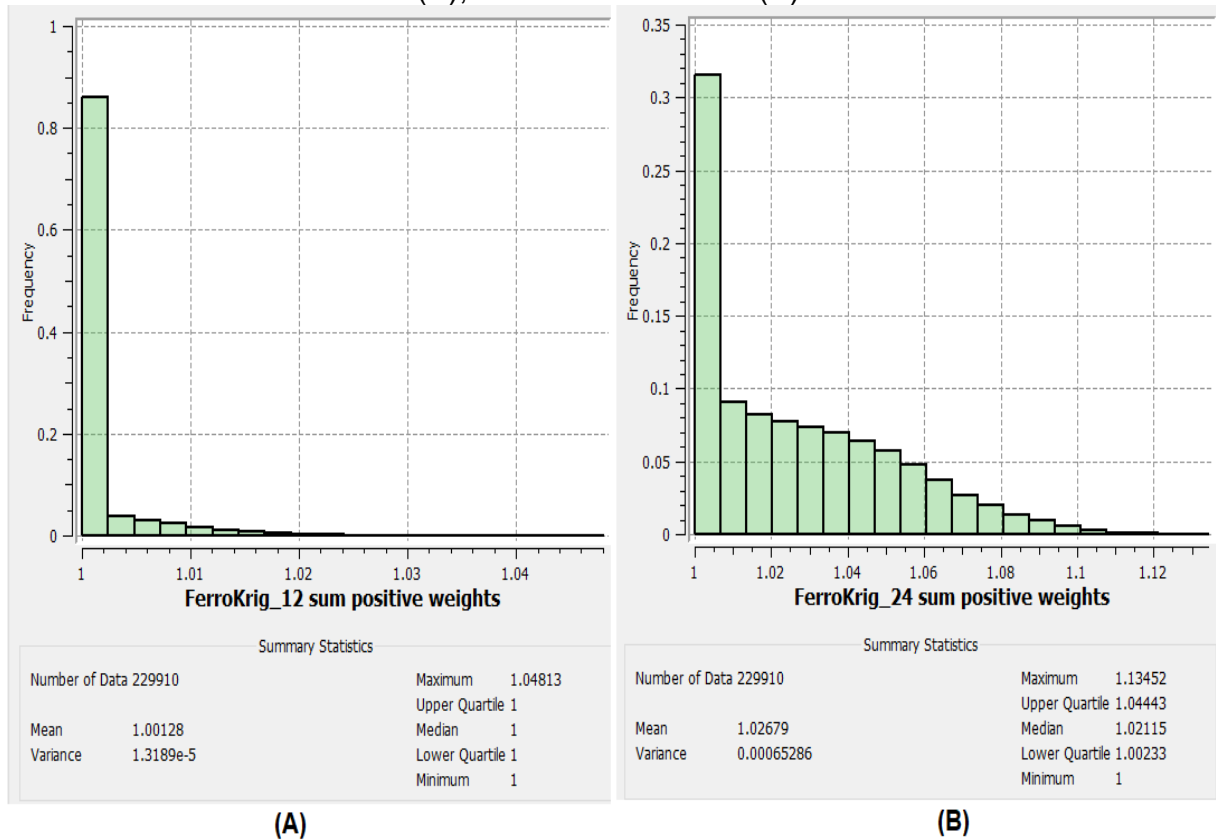 1
0.8
0.6
0.4
0.2
0
Frequency
1 1.01 1.02 1.03 1.04
FerroKrig_12 sum positive weights
Summary Statistics
Number of Data 229910
Mean 1.00128
Variance 1.3189e-5
Maximum 1.04813
Upper Quartile 1
Median 1
Lower Quartile 1
Minimum 1
(A)
0.35
0.3
0.25
0.2
0.15
0.1
0.05
0
Frequency
1 1.02 1.04 1.06 1.08 1.1 1.12
FerroKrig_24 sum positive weights
Summary Statistics
Number of Data 229910
Mean 1.02679
Variance 0.00065286
Maximum 1.13452
Upper Quartile 1.04443
Median 1.02115
Lower Quartile 1.00233
Minimum 1
(B)